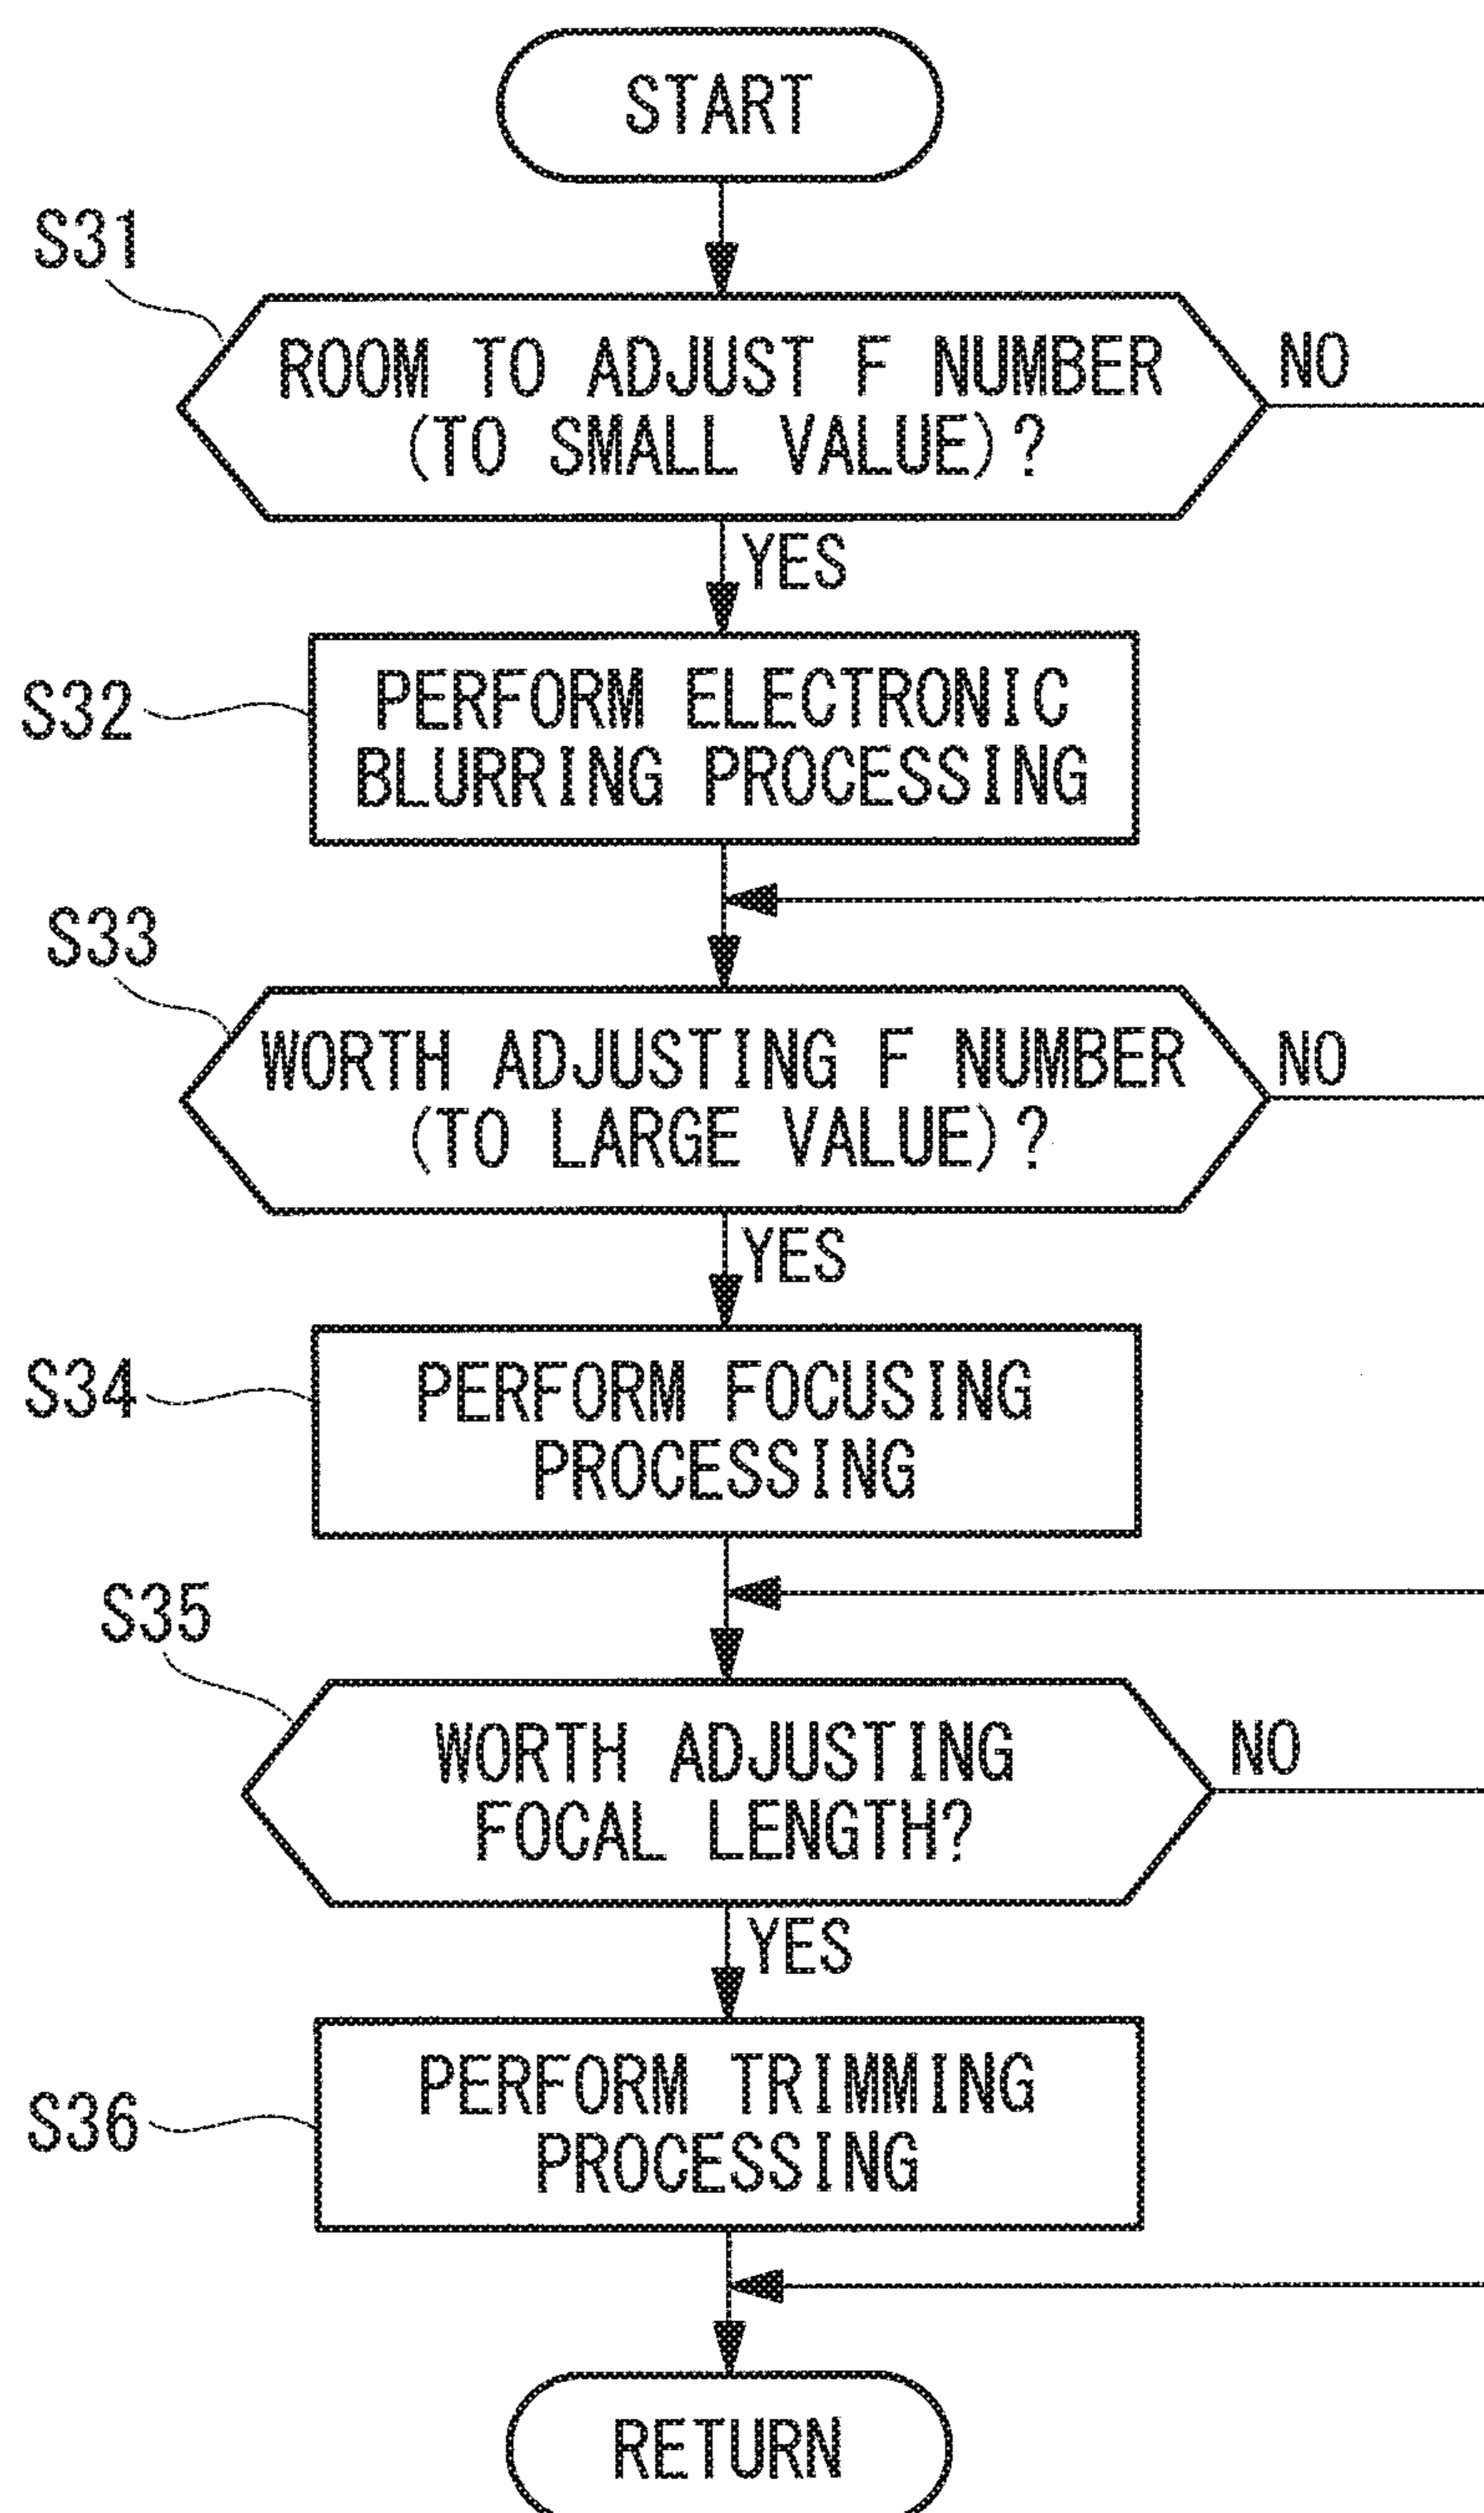 START
S31
ROOM TO ADJUST F NUMBER
(TO SMALL VALUE)?
NO
YES
S32
PERFORM ELECTRONIC
BLURRING PROCESSING
S33
WORTH ADJUSTING F NUMBER
(TO LARGE VALUE)?
NO
YES
S34
PERFORM FOCUSING
PROCESSING
S35
WORTH ADJUSTING
FOCAL LENGTH?
NO
YES
S36
PERFORM TRIMMING
PROCESSING
RETURN